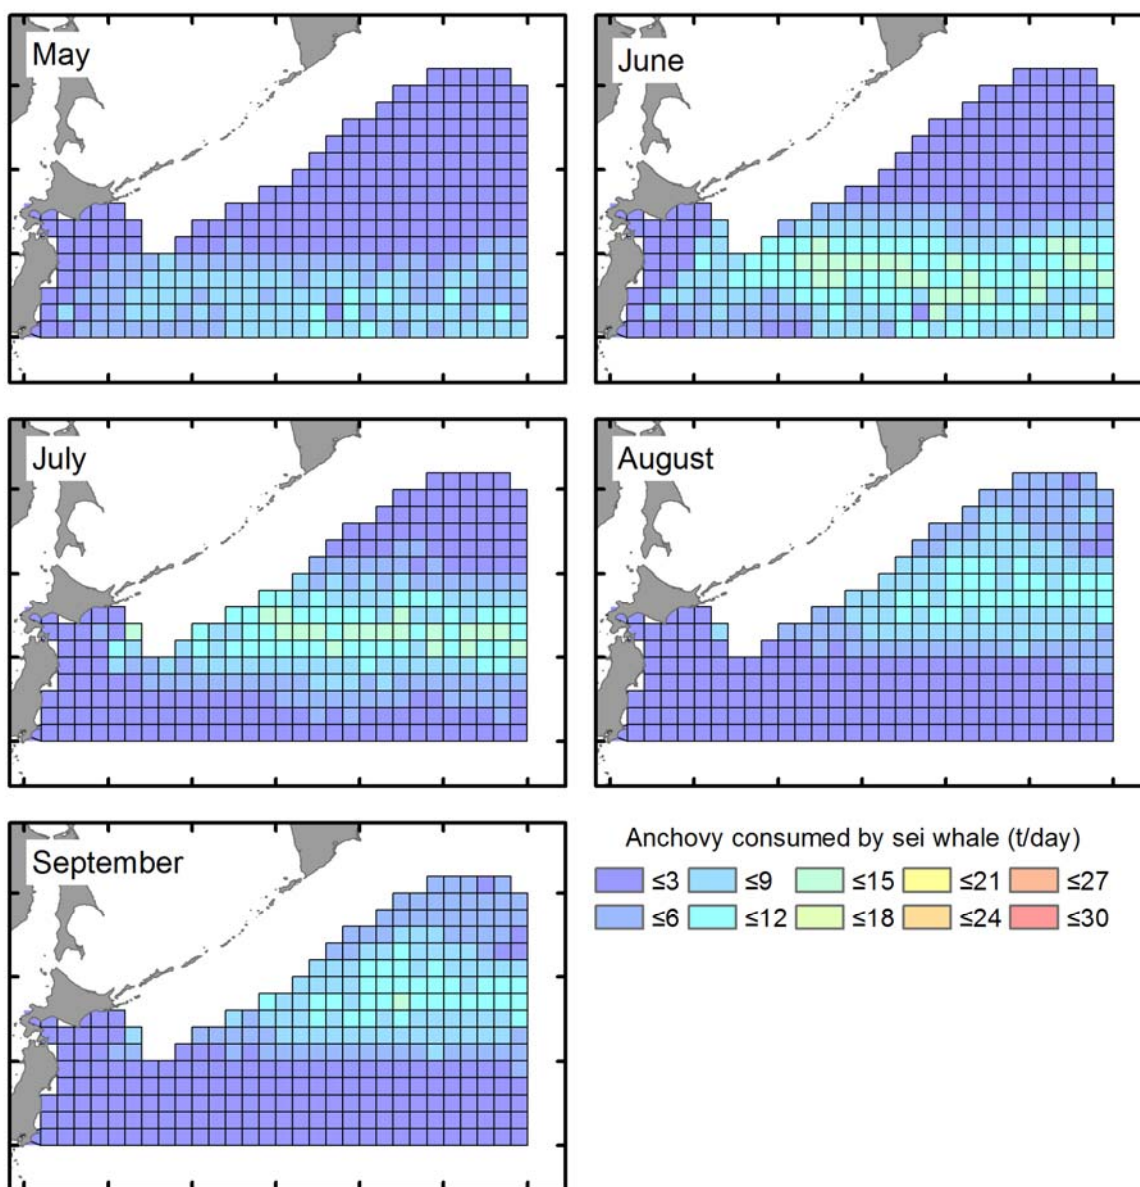 May
June
July
August
September
Anchovy consumed by sei whale (t/day)
≤3 ≤9 ≤15 ≤21 ≤27
≤6 ≤12 ≤18 ≤24 ≤30